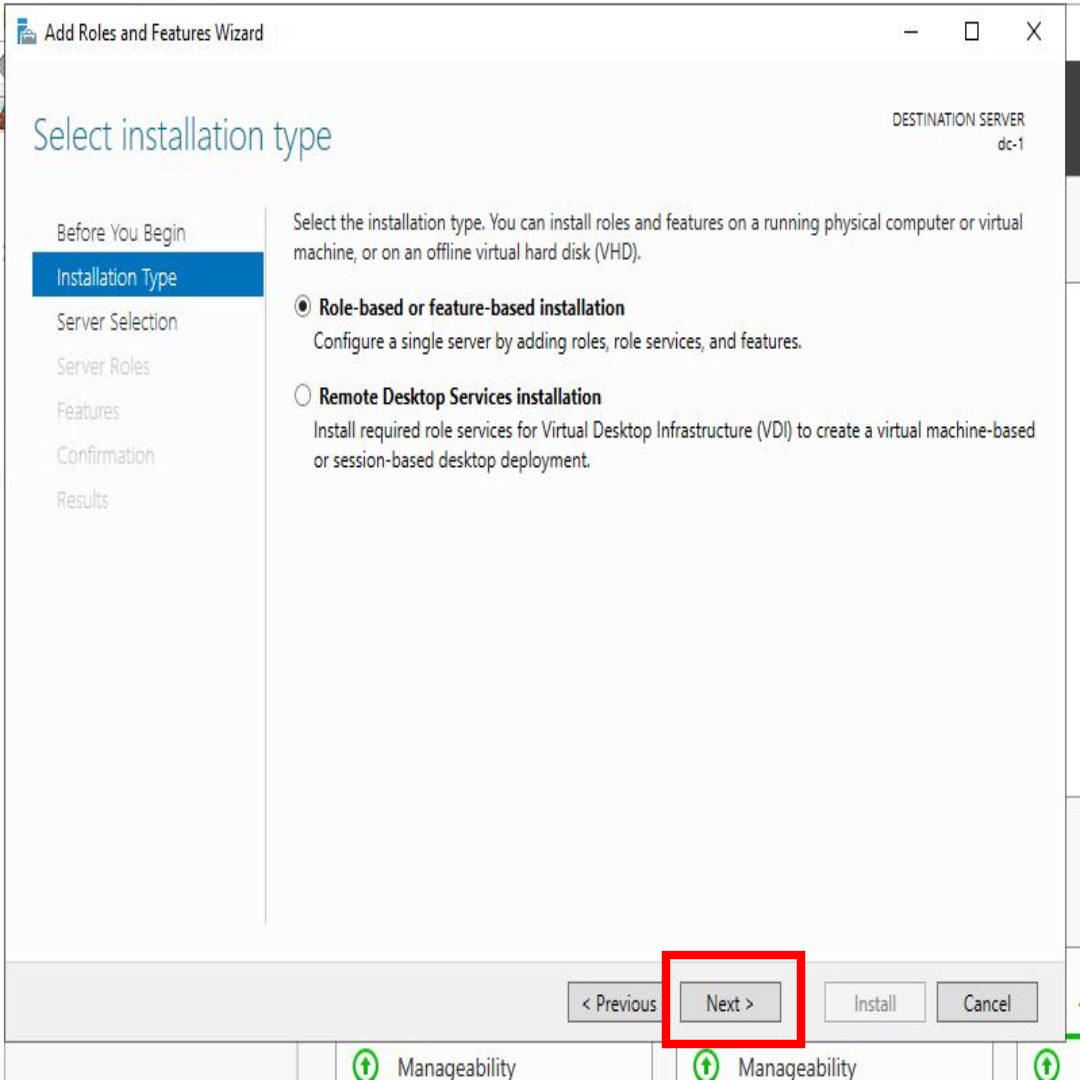 Add Roles and Features Wizard
Select installation type
DESTINATION SERVER
dc-1
Before You Begin
Installation Type
Server Selection
Server Roles
Features
Confirmation
Results
Select the installation type. You can install roles and features on a running physical computer or virtual
machine, or on an offline virtual hard disk (VHD).
Role-based or feature-based installation
Configure a single server by adding roles, role services, and features.
Remote Desktop Services installation
Install required role services for Virtual Desktop Infrastructure (VDI) to create a virtual machine-based
or session-based desktop deployment.
< Previous
Next >
Install
Cancel
Manageability
Manageability